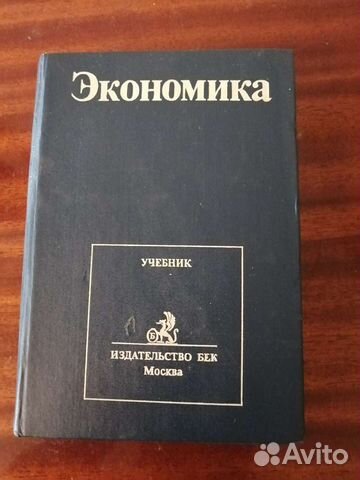 Экономика
УЧЕБНИК
Б
ИЗДАТЕЛЬСТВО БЕК
Москва
Avito